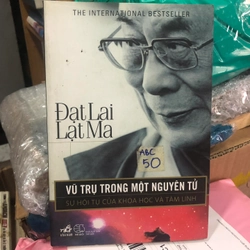 THE INTERNATIONAL BESTSELLER
Đạt Lai
Lạt Ma
ABC
50
VŨ TRỤ TRONG MỘT NGUYÊN TỬ
SỰ HỘI TỤ CỦA KHOA HỌC VÀ TÂM LINH